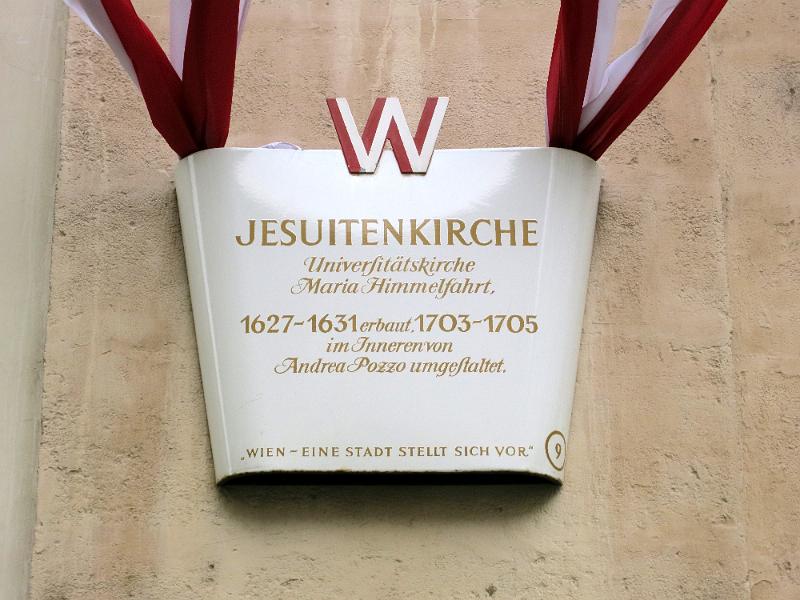 W
JESUITENKIRCHE
Univerſitätskirche
Maria Himmelfahrt,
1627-1631 erbaut, 1703-1705
im Inneren von
Andrea Pozzo umgeſtaltet.
„WIEN - EINE STADT STELLT SICH VOR.“ 9